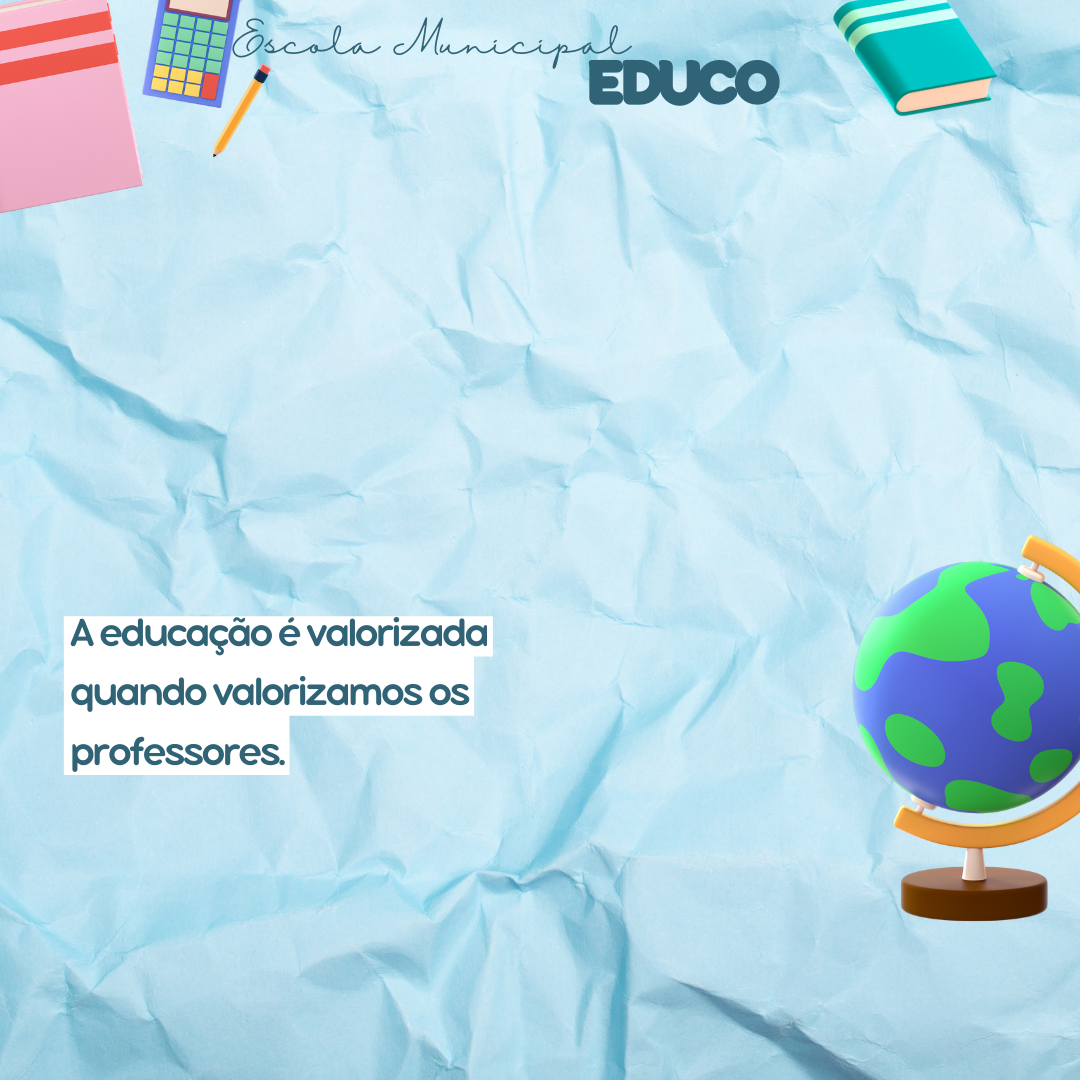 Escola Municipal
EDUCO
A educação é valorizada
quando valorizamos os
professores.